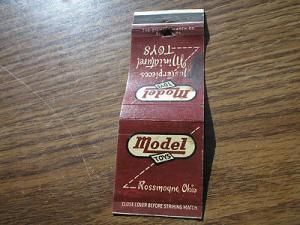 Masterpieces
Miniature!
TOYS
Model
TOYS
Model
TOYS
Rossmoyne Ohio
CLOSE COVER BEFORE STRIKING MATCH